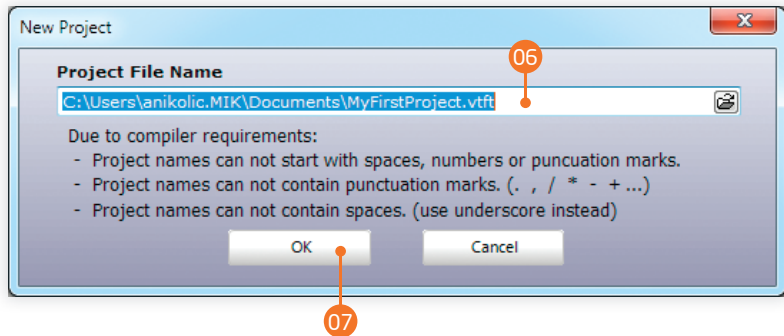 New Project
06
Project File Name
C:\Users\anikolic.MIK\Documents\MyFirstProject.vtft
Due to compiler requirements:
- Project names can not start with spaces, numbers or puncuation marks.
- Project names can not contain punctuation marks. (. , / * - + ...)
- Project names can not contain spaces. (use underscore instead)
OK Cancel
07